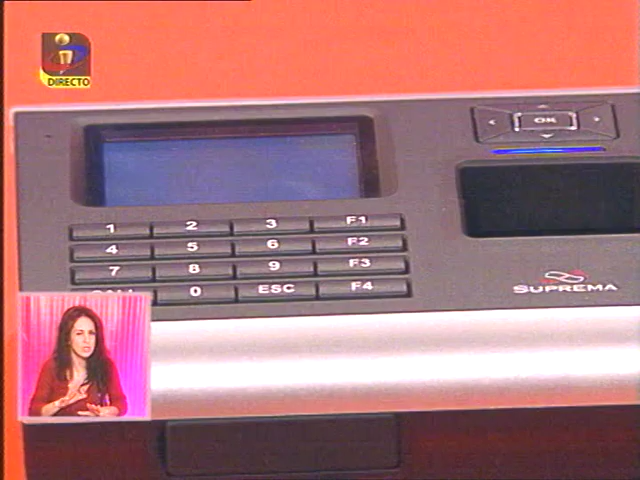 DIRECTO
OK
1 2 3 F1
4 5 6 F2
7 8 9 F3
0 ESC F4
SUPREMA